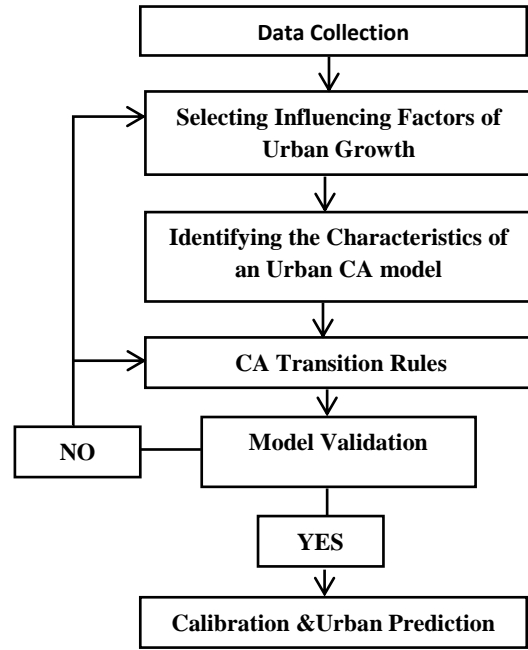 Data Collection
Selecting Influencing Factors of
Urban Growth
Identifying the Characteristics of
an Urban CA model
CA Transition Rules
Model Validation
NO
YES
Calibration &Urban Prediction